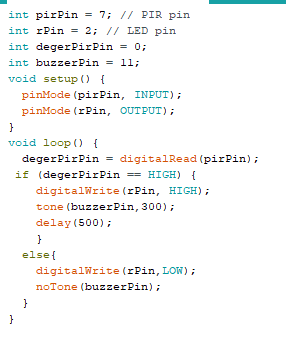 int pirPin = 7; // PIR pin
int rPin = 2; // LED pin
int degerPirPin = 0;
int buzzerPin = 11;
void setup() {
  pinMode(pirPin, INPUT);
  pinMode(rPin, OUTPUT);
}
void loop() {
  degerPirPin = digitalRead(pirPin);
 if (degerPirPin == HIGH) {
    digitalWrite(rPin, HIGH);
    tone(buzzerPin,300);
    delay(500);
    }
  else{
    digitalWrite(rPin,LOW);
    noTone(buzzerPin);
  }
}